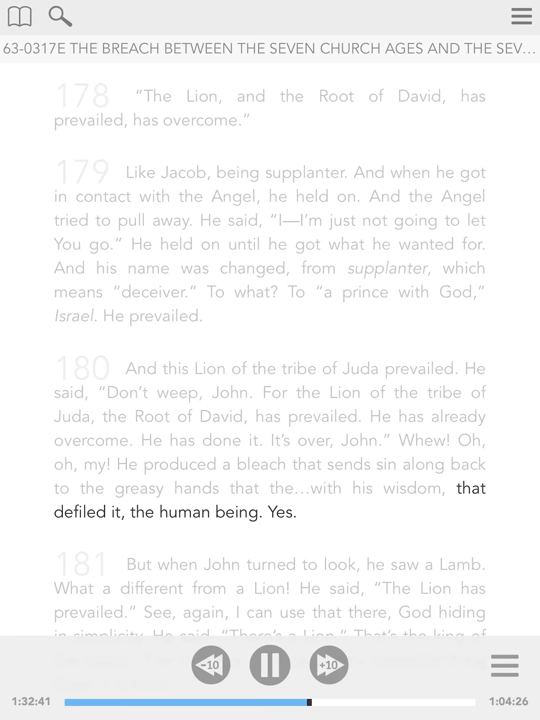 63-0317E THE BREACH BETWEEN THE SEVEN CHURCH AGES AND THE SEV...
178 “The Lion, and the Root of David, has
prevailed, has overcome.”
179 Like Jacob, being supplanter. And when he got
in contact with the Angel, he held on. And the Angel
tried to pull away. He said, “I—I’m just not going to let
You go.” He held on until he got what he wanted for.
And his name was changed, from supplanter, which
means “deceiver.” To what? To “a prince with God,”
Israel. He prevailed.
180 And this Lion of the tribe of Juda prevailed. He
said, “Don’t weep, John. For the Lion of the tribe of
Juda, the Root of David, has prevailed. He has already
overcome. He has done it. It’s over, John.” Whew! Oh,
oh, my! He produced a bleach that sends sin along back
to the greasy hands that the…with his wisdom, that
defiled it, the human being. Yes.
181 But when John turned to look, he saw a Lamb.
What a different from a Lion! He said, “The Lion has
prevailed.” See, again, I can use that there, God hiding
in simplicity. He said, “There’s a Lion.” That’s the king of
-10 +10
1:32:41 1:04:26